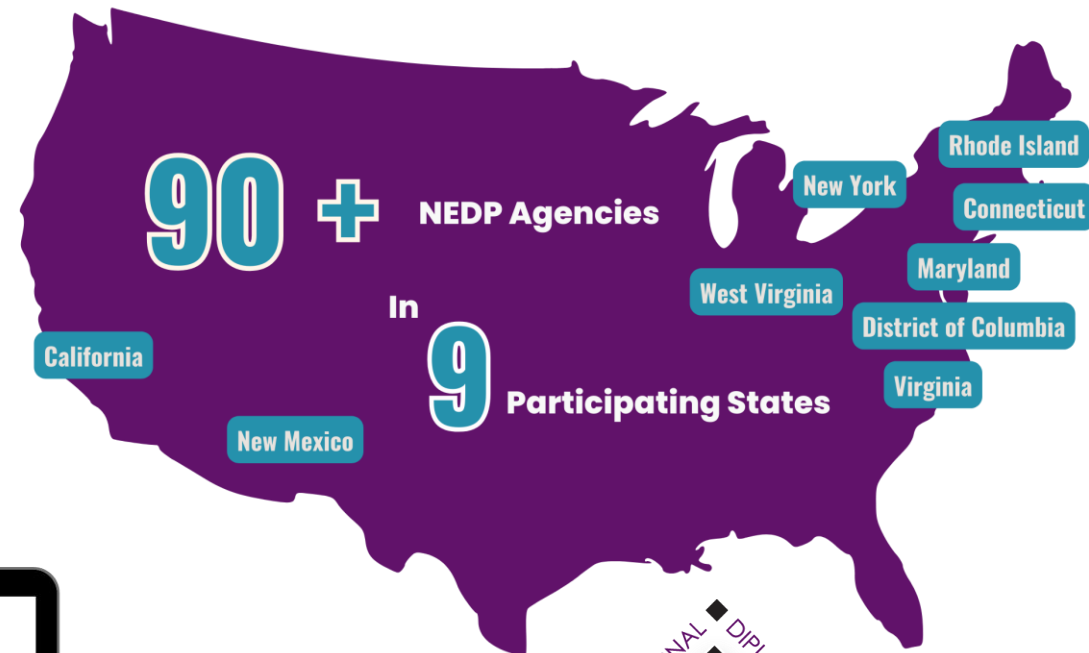 90 + NEDP Agencies
In
9 Participating States
Rhode Island
New York
Connecticut
Maryland
West Virginia
District of Columbia
California
Virginia
New Mexico